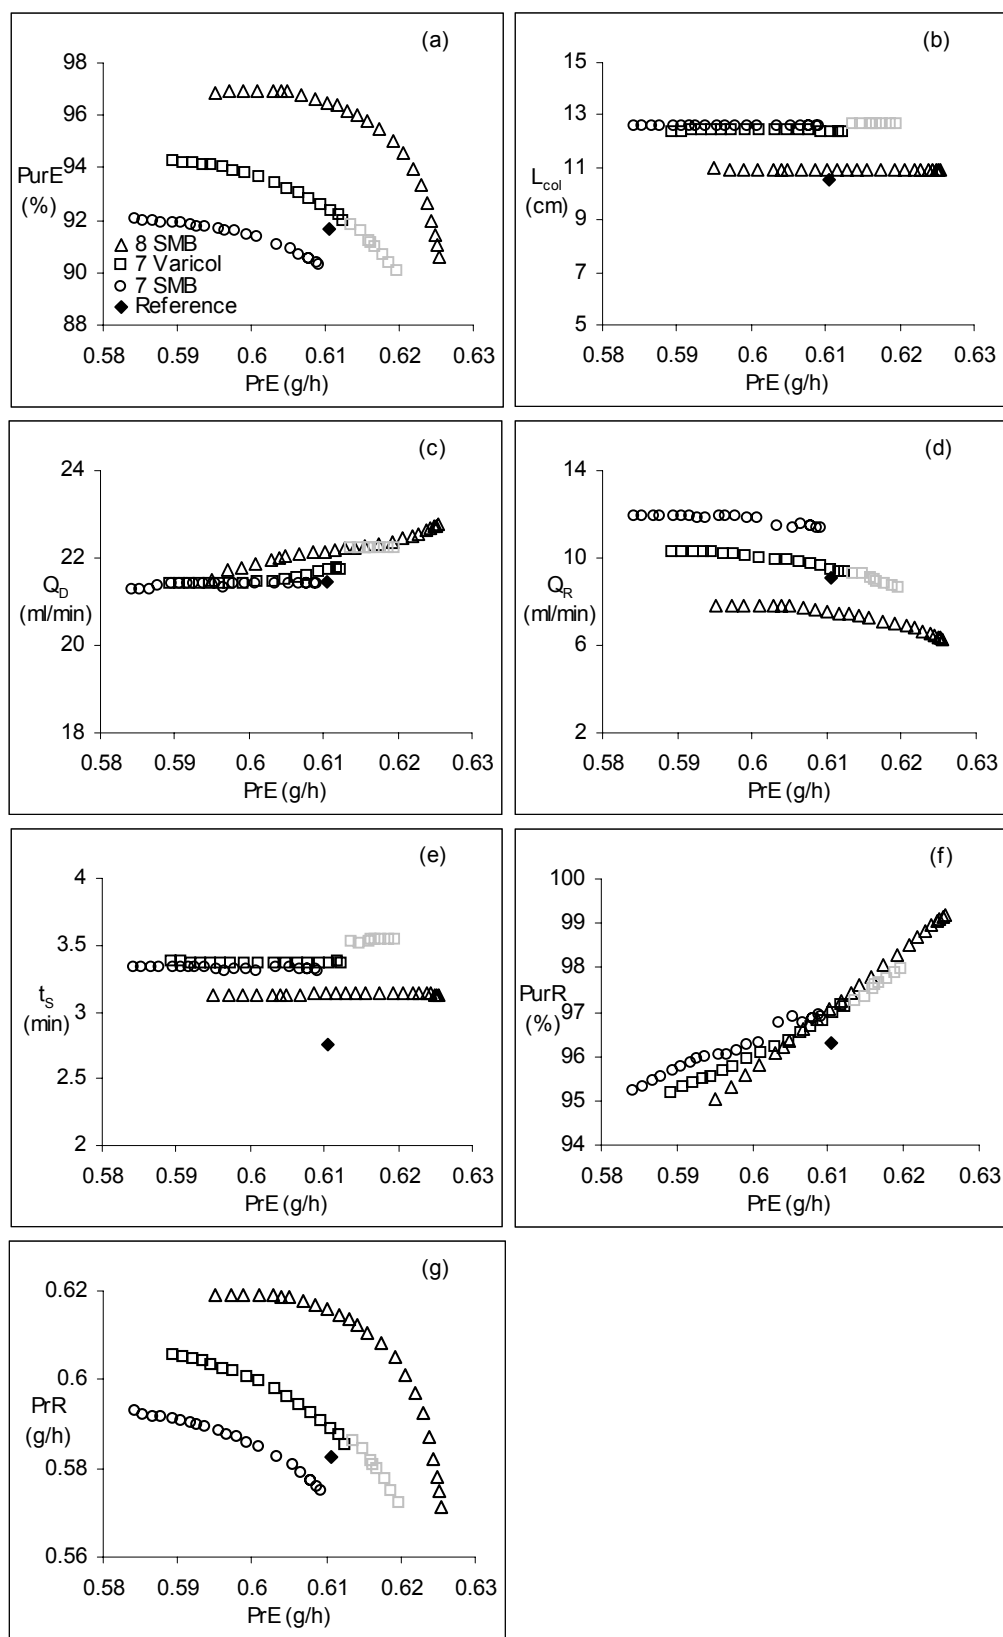 (a)
98
96
94
92
90
88
PurE
(%)
8 SMB
7 Varicol
7 SMB
Reference
0.58 0.59 0.6 0.61 0.62 0.63
PrE (g/h)
(b)
15
13
11
9
7
5
L_col
(cm)
0.58 0.59 0.6 0.61 0.62 0.63
PrE (g/h)
(c)
24
22
20
18
Q_D
(ml/min)
0.58 0.59 0.6 0.61 0.62 0.63
PrE (g/h)
(d)
14
10
6
2
Q_R
(ml/min)
0.58 0.59 0.6 0.61 0.62 0.63
PrE (g/h)
(e)
4
3.5
3
2.5
2
t_S
(min)
0.58 0.59 0.6 0.61 0.62 0.63
PrE (g/h)
(f)
100
99
98
97
96
95
94
PurR
(%)
0.58 0.59 0.6 0.61 0.62 0.63
PrE (g/h)
(g)
0.62
0.6
0.58
0.56
PrR
(g/h)
0.58 0.59 0.6 0.61 0.62 0.63
PrE (g/h)